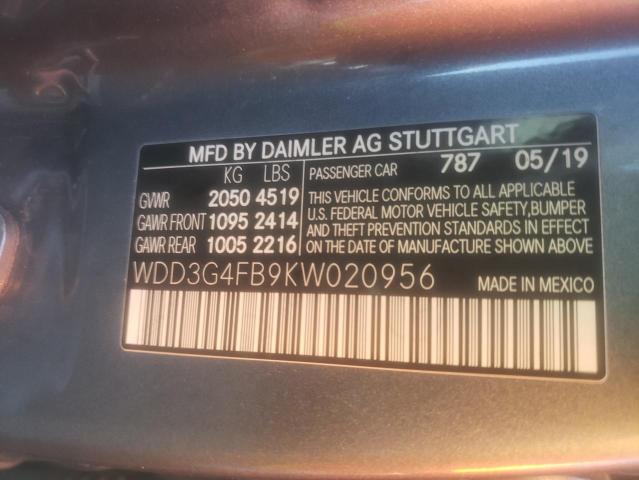 MFD BY DAIMLER AG STUTTGART
KG LBS PASSENGER CAR 787 05/19
GVWR 2050 4519
GAWR FRONT 1095 2414
GAWR REAR 1005 2216
THIS VEHICLE CONFORMS TO ALL APPLICABLE
U.S. FEDERAL MOTOR VEHICLE SAFETY, BUMPER
AND THEFT PREVENTION STANDARDS IN EFFECT
ON THE DATE OF MANUFACTURE SHOWN ABOVE
WDD3G4FB9KW020956 MADE IN MEXICO